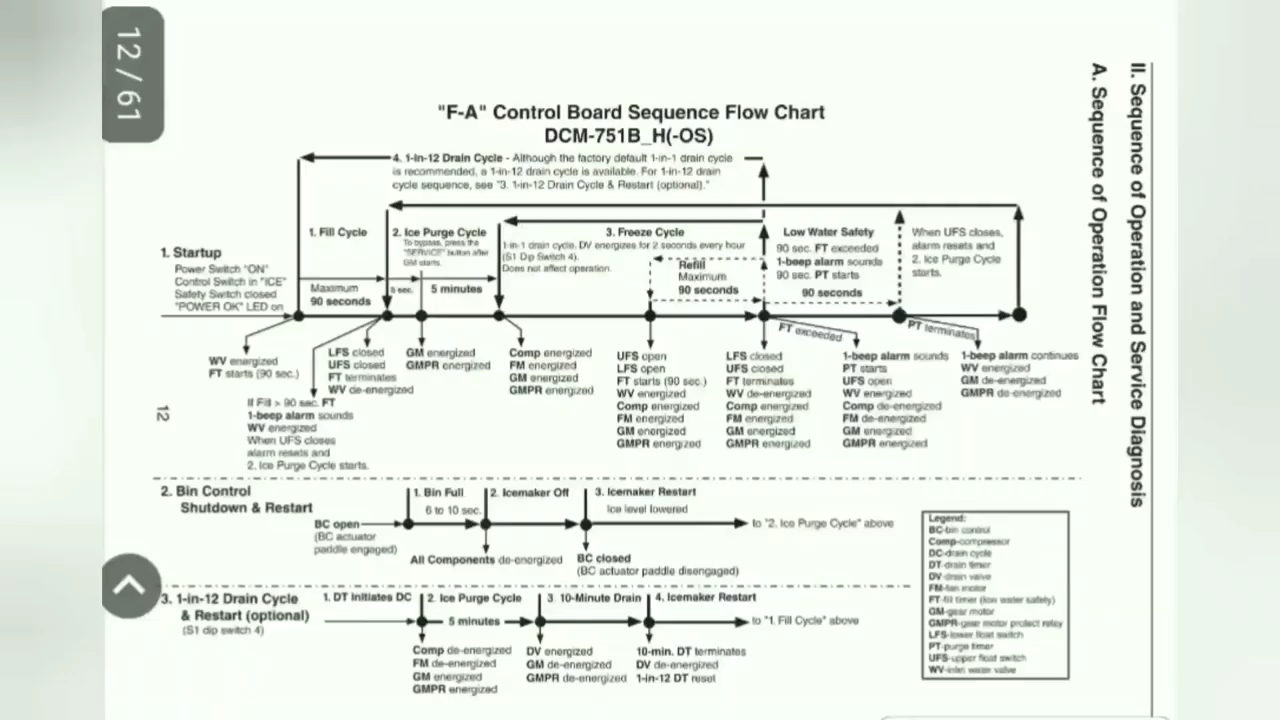 12 / 61
II. Sequence of Operation and Service Diagnosis
A. Sequence of Operation Flow Chart
"F-A" Control Board Sequence Flow Chart
DCM-751B_H(-OS)
4. 1-in-12 Drain Cycle - Although the factory default 1-in-1 drain cycle
is recommended, a 1-in-12 drain cycle is available. For 1-in-12 drain
cycle sequence, see "3. 1-in-12 Drain Cycle & Restart (optional)."
1. Startup
Power Switch "ON"
Control Switch in "ICE"
Safety Switch closed
"POWER OK" LED on
1. Fill Cycle
Maximum
90 seconds
2. Ice Purge Cycle
To bypass, press the
"SERVICE" button after
GM starts.
5 sec.
5 minutes
3. Freeze Cycle
1-in-1 drain cycle, DV energizes for 2 seconds every hour
(S1 Dip Switch 4).
Does not affect operation.
Refill
Maximum
90 seconds
Low Water Safety
90 sec. FT exceeded
1-beep alarm sounds
90 sec. PT starts
90 seconds
When UFS closes,
alarm resets and
2. Ice Purge Cycle
starts.
FT exceeded
PT terminates
WV energized
FT starts (90 sec.)
If Fill > 90 sec. FT
1-beep alarm sounds
WV energized
When UFS closes
alarm resets and
2. Ice Purge Cycle starts.
LFS closed
UFS closed
FT terminates
WV de-energized
GM energized
GMPR energized
Comp energized
FM energized
GM energized
GMPR energized
UFS open
LFS open
FT starts (90 sec.)
WV energized
Comp energized
FM energized
GM energized
GMPR energized
LFS closed
UFS closed
FT terminates
WV de-energized
Comp energized
FM energized
GM energized
GMPR energized
1-beep alarm sounds
PT starts
UFS open
WV energized
Comp de-energized
FM de-energized
GM energized
GMPR energized
1-beep alarm continues
WV energized
GM de-energized
GMPR de-energized
12
2. Bin Control
Shutdown & Restart
BC open
(BC actuator
paddle engaged)
1. Bin Full
6 to 10 sec.
2. Icemaker Off
All Components de-energized
3. Icemaker Restart
Ice level lowered
BC closed
(BC actuator paddle disengaged)
to "2. Ice Purge Cycle" above
3. 1-in-12 Drain Cycle
& Restart (optional)
(S1 dip switch 4)
1. DT Initiates DC
2. Ice Purge Cycle
5 minutes
Comp de-energized
FM de-energized
GM energized
GMPR energized
3. 10-Minute Drain
DV energized
GM de-energized
GMPR de-energized
4. Icemaker Restart
10-min. DT terminates
DV de-energized
1-in-12 DT reset
to "1. Fill Cycle" above
Legend:
BC-bin control
Comp-compressor
DC-drain cycle
DT-drain timer
DV-drain valve
FM-fan motor
FT-fill timer (low water safety)
GM-gear motor
GMPR-gear motor protect relay
LFS-lower float switch
PT-purge timer
UFS-upper float switch
WV-inlet water valve